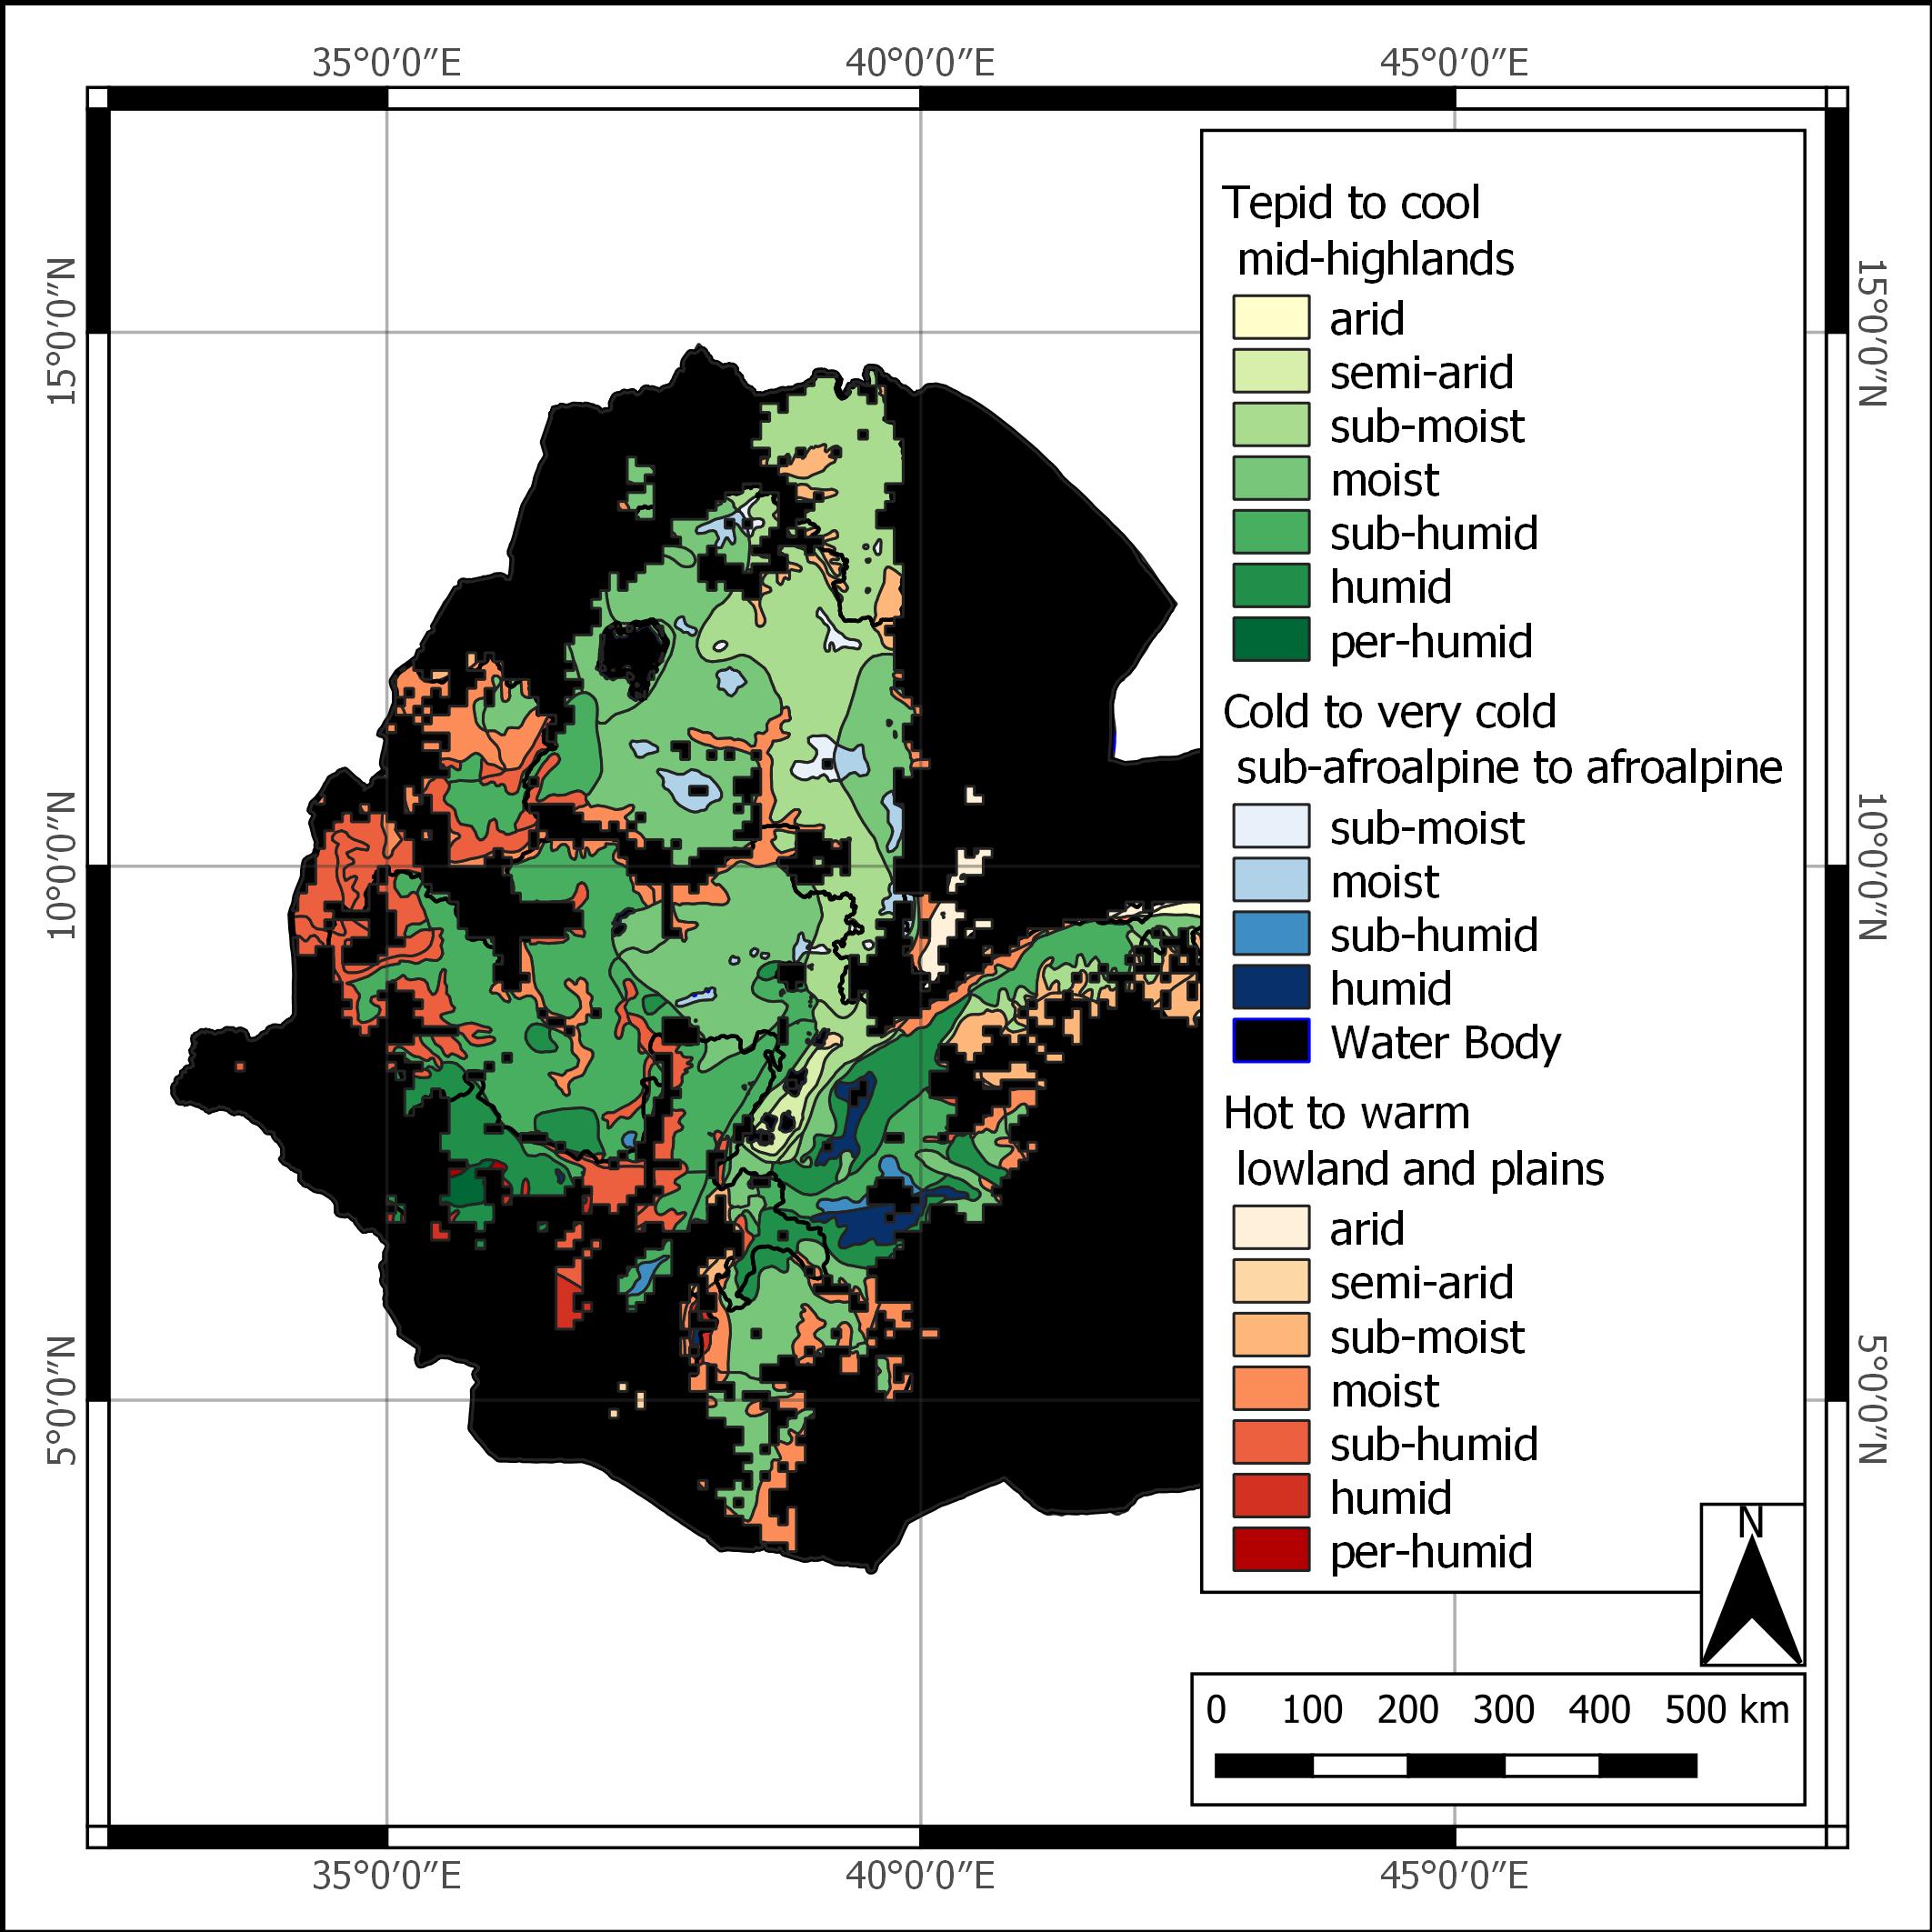 35°0′0″E 40°0′0″E 45°0′0″E
15°0′0″N 15°0′0″N
10°0′0″N 10°0′0″N
5°0′0″N 5°0′0″N
Tepid to cool
mid-highlands
arid
semi-arid
sub-moist
moist
sub-humid
humid
per-humid
Cold to very cold
sub-afroalpine to afroalpine
sub-moist
moist
sub-humid
humid
Water Body
Hot to warm
lowland and plains
arid
semi-arid
sub-moist
moist
sub-humid
humid
per-humid
N
0 100 200 300 400 500 km
35°0′0″E 40°0′0″E 45°0′0″E